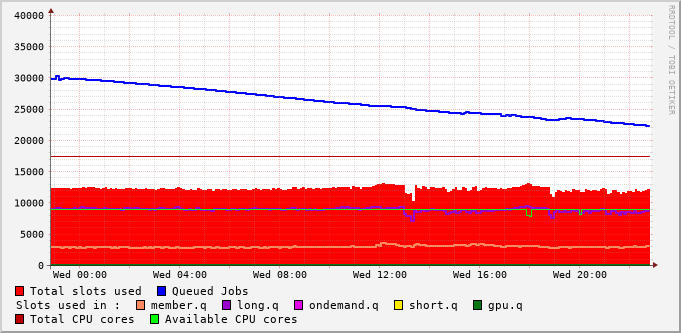 40000
35000
30000
25000
20000
15000
10000
5000
0
Wed 00:00 Wed 04:00 Wed 08:00 Wed 12:00 Wed 16:00 Wed 20:00
Total slots used Queued Jobs
Slots used in : member.q long.q ondemand.q short.q gpu.q
Total CPU cores Available CPU cores
RRDTOOL / TOBI OETIKER